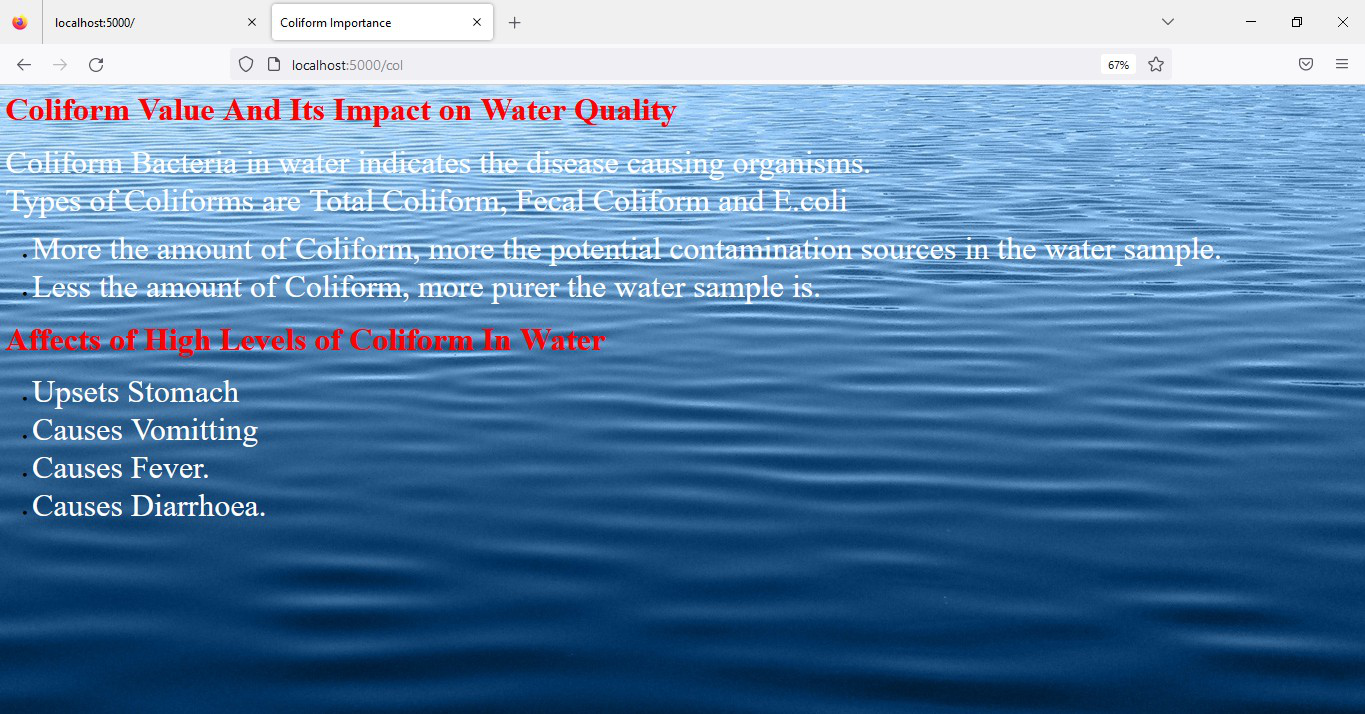 localhost:5000/
Coliform Importance
localhost:5000/col
67%
Coliform Value And Its Impact on Water Quality
Coliform Bacteria in water indicates the disease causing organisms.
Types of Coliforms are Total Coliform, Fecal Coliform and E.coli
More the amount of Coliform, more the potential contamination sources in the water sample.
Less the amount of Coliform, more purer the water sample is.
Affects of High Levels of Coliform In Water
Upsets Stomach
Causes Vomitting
Causes Fever.
Causes Diarrhoea.